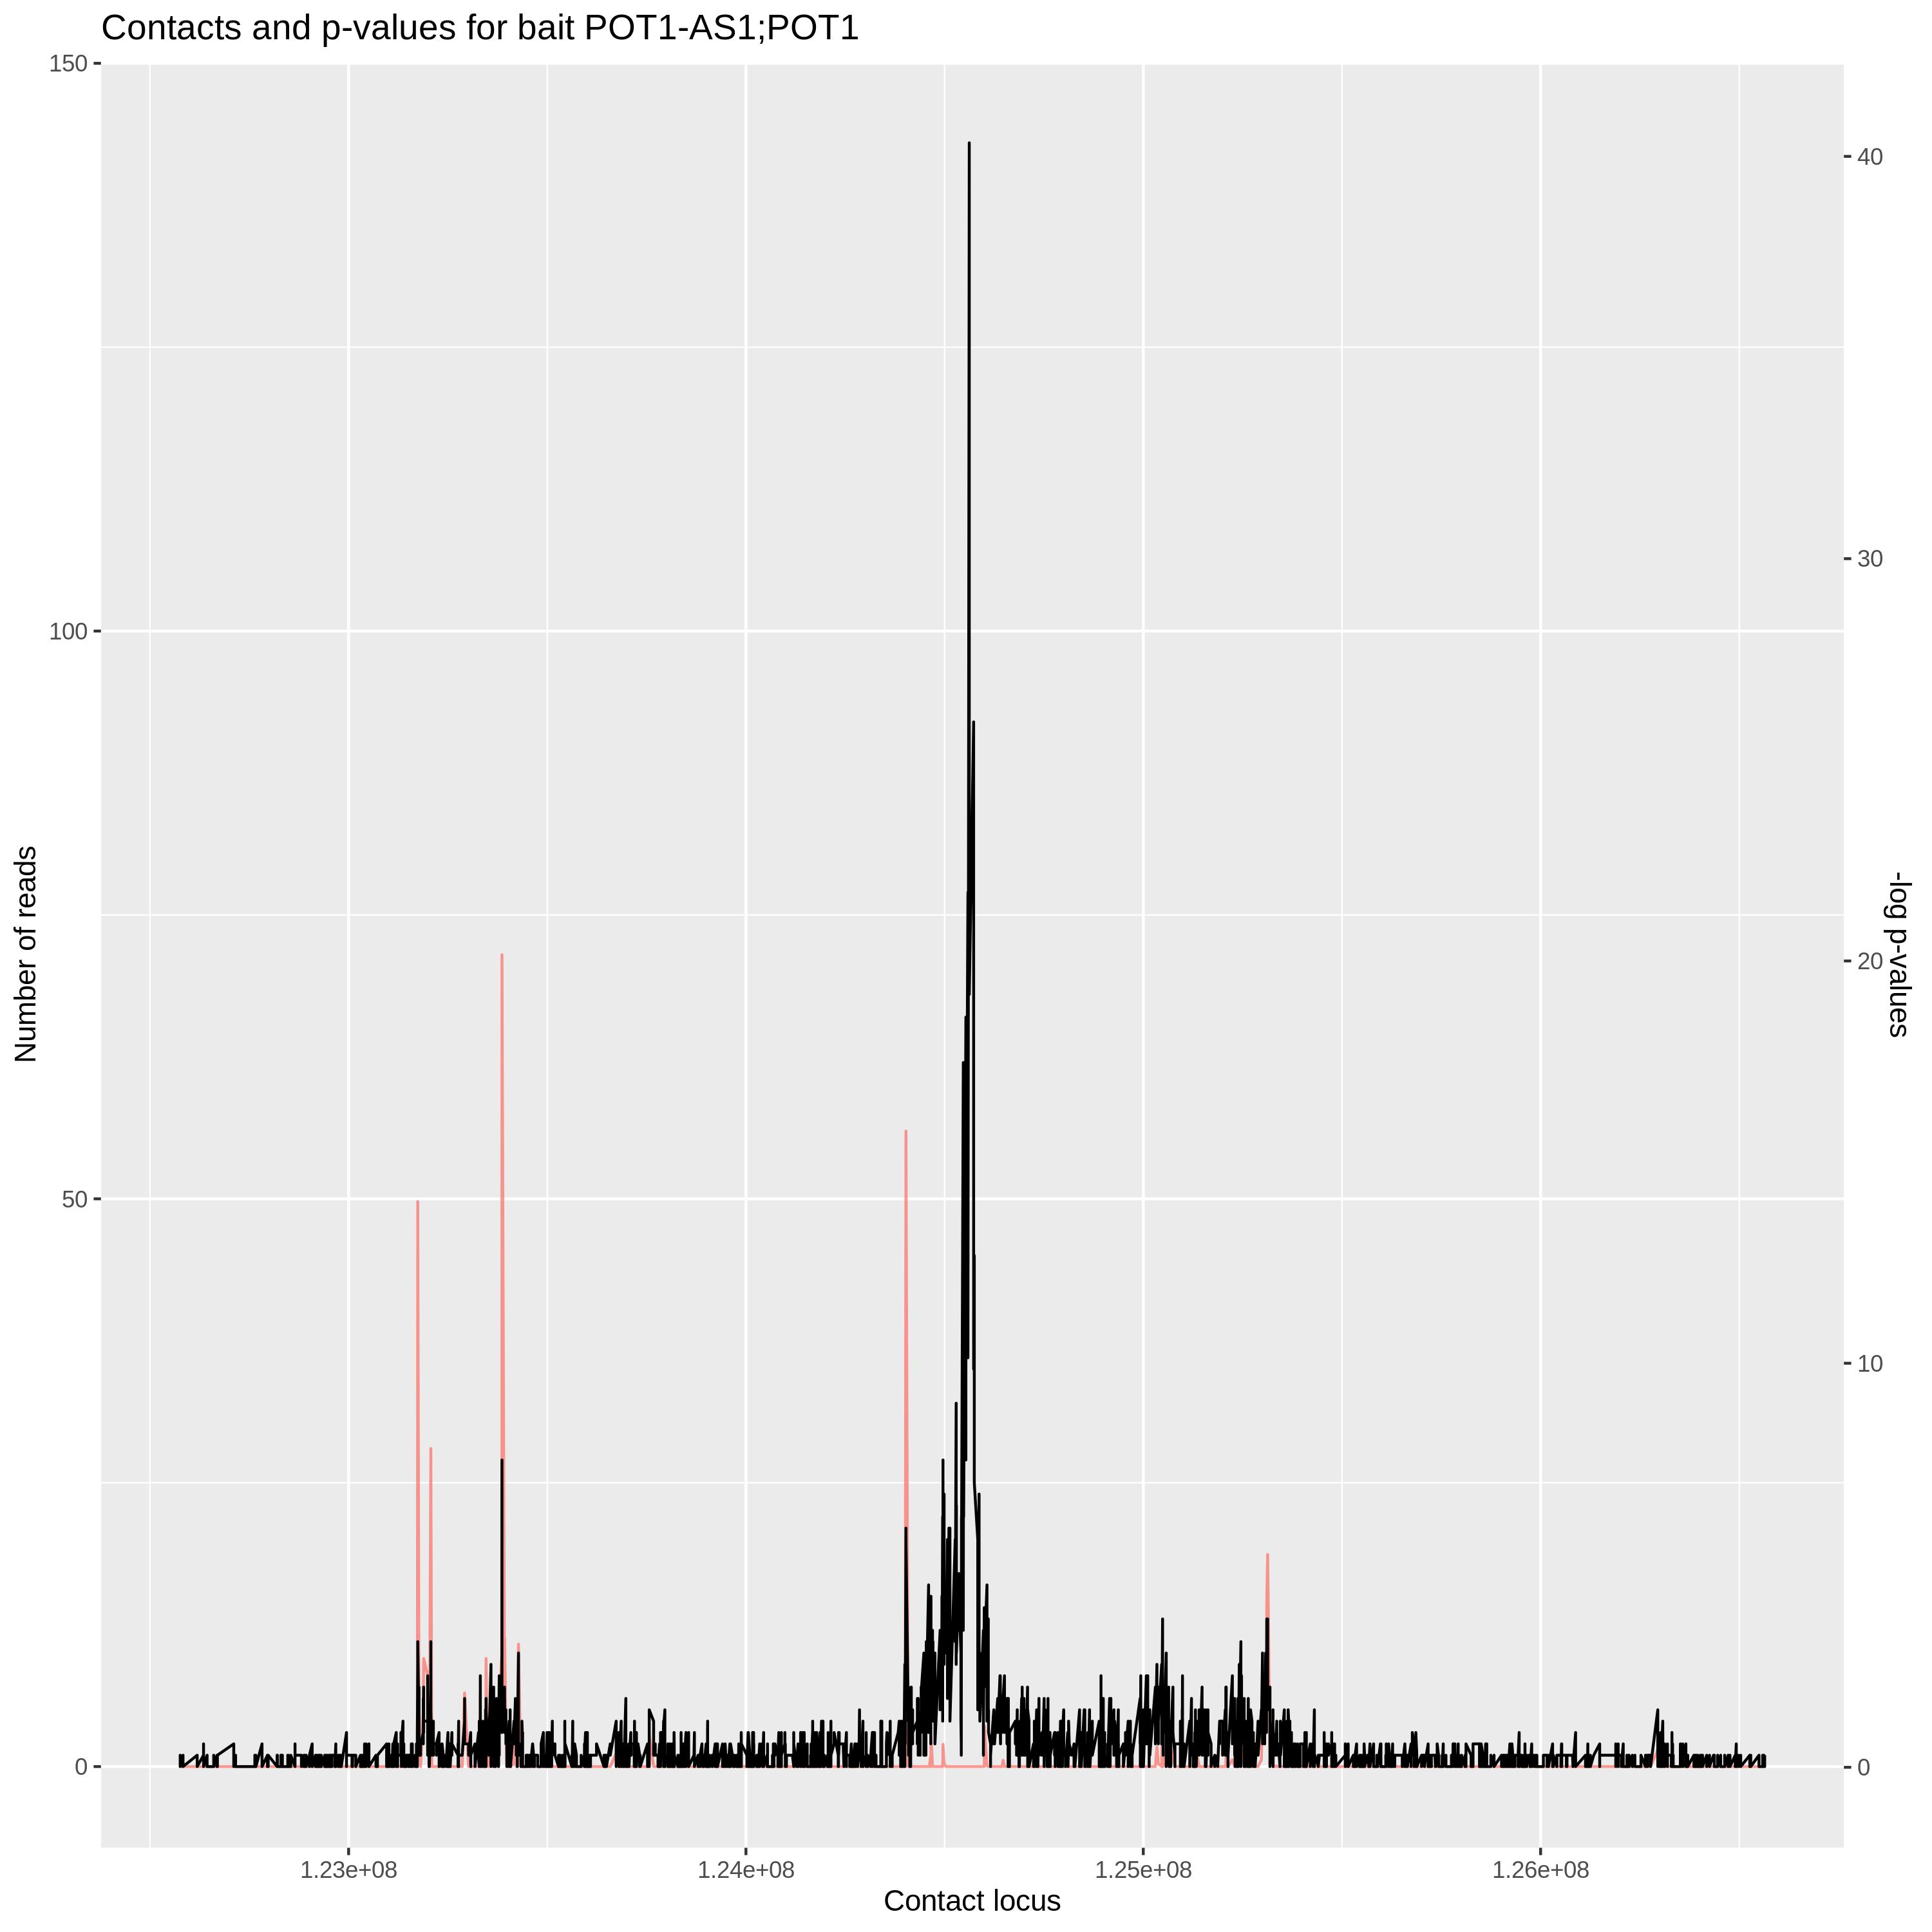 Contacts and p-values for bait POT1-AS1;POT1
150
100
50
0
Number of reads
40
30
20
10
0
-log p-values
1.23e+08
1.24e+08
1.25e+08
1.26e+08
Contact locus